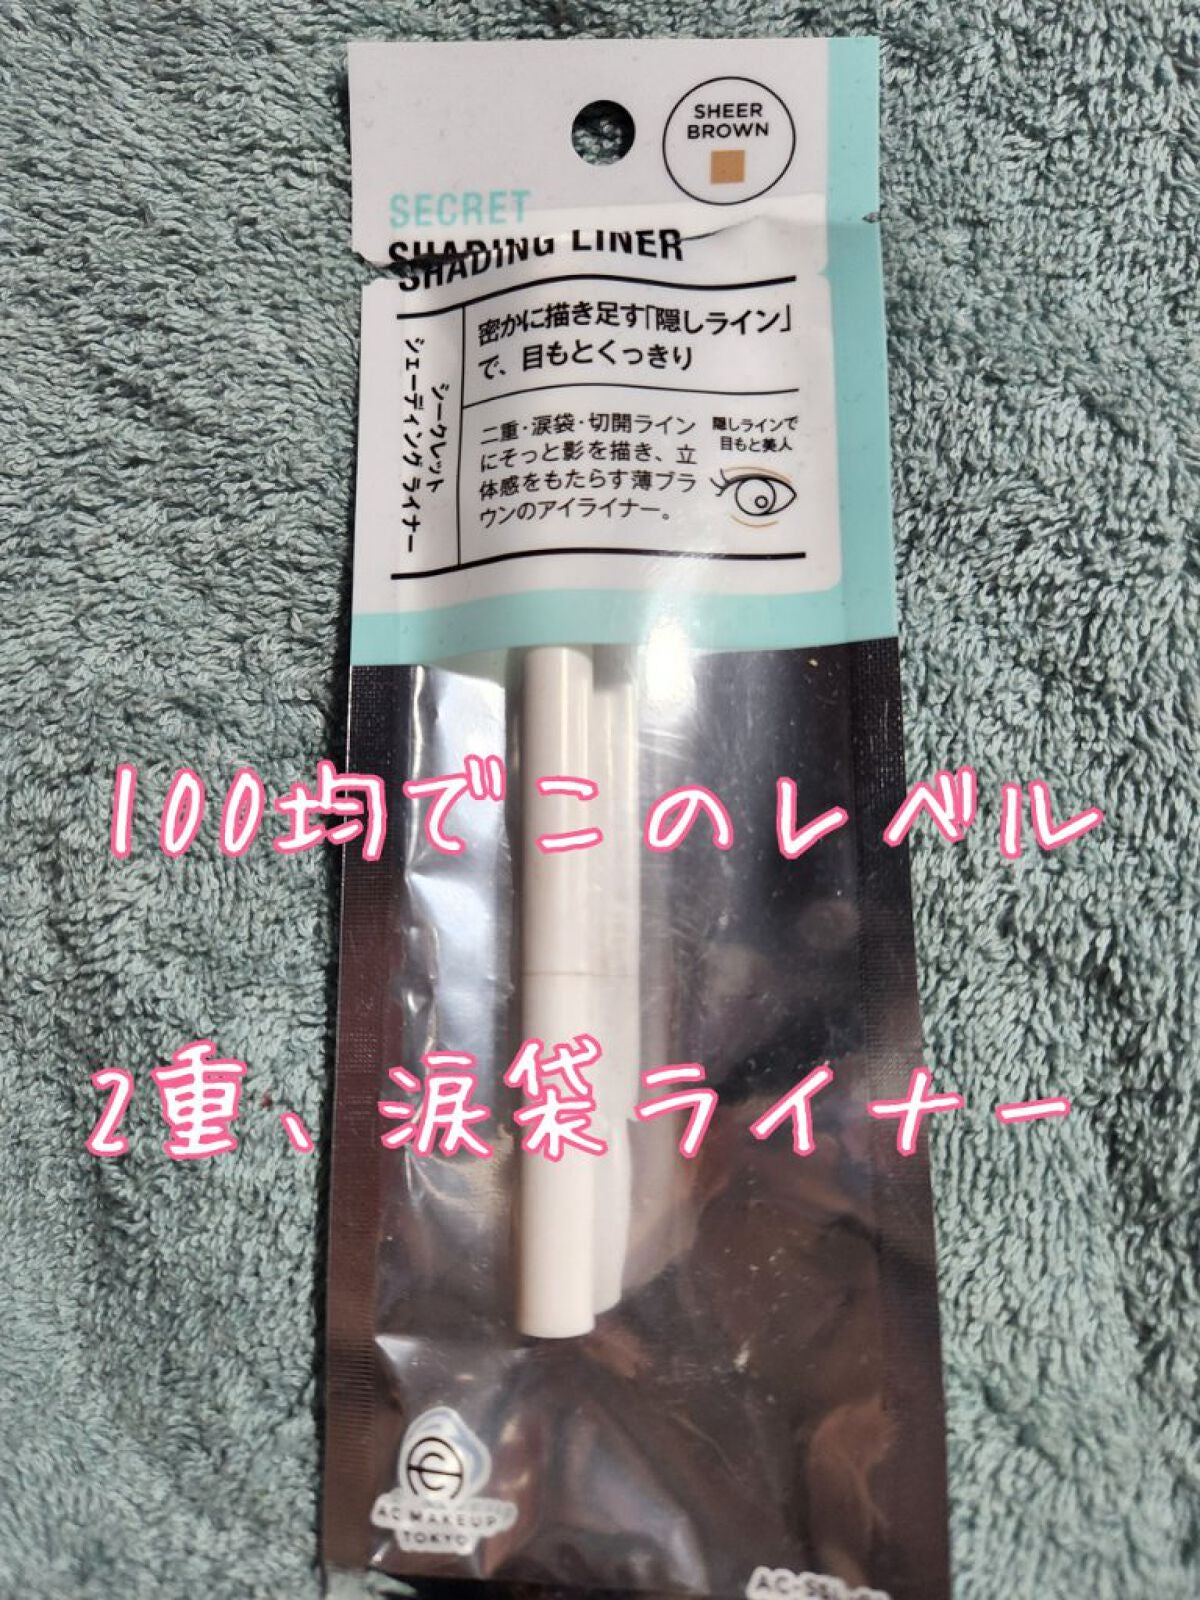 SHEER
BROWN
SECRET
SHADING LINER
シークレット
シェーディング ライナー
密かに描き足す「隠しライン」
で、目もとくっきり
二重・涙袋・切開ライン
にそっと影を描き、立
体感をもたらす薄ブラ
ウンのアイライナー。
隠しラインで
目もと美人
100均でこのレベル
2重、涙袋ライナー
AC MAKEUP
TOKYO